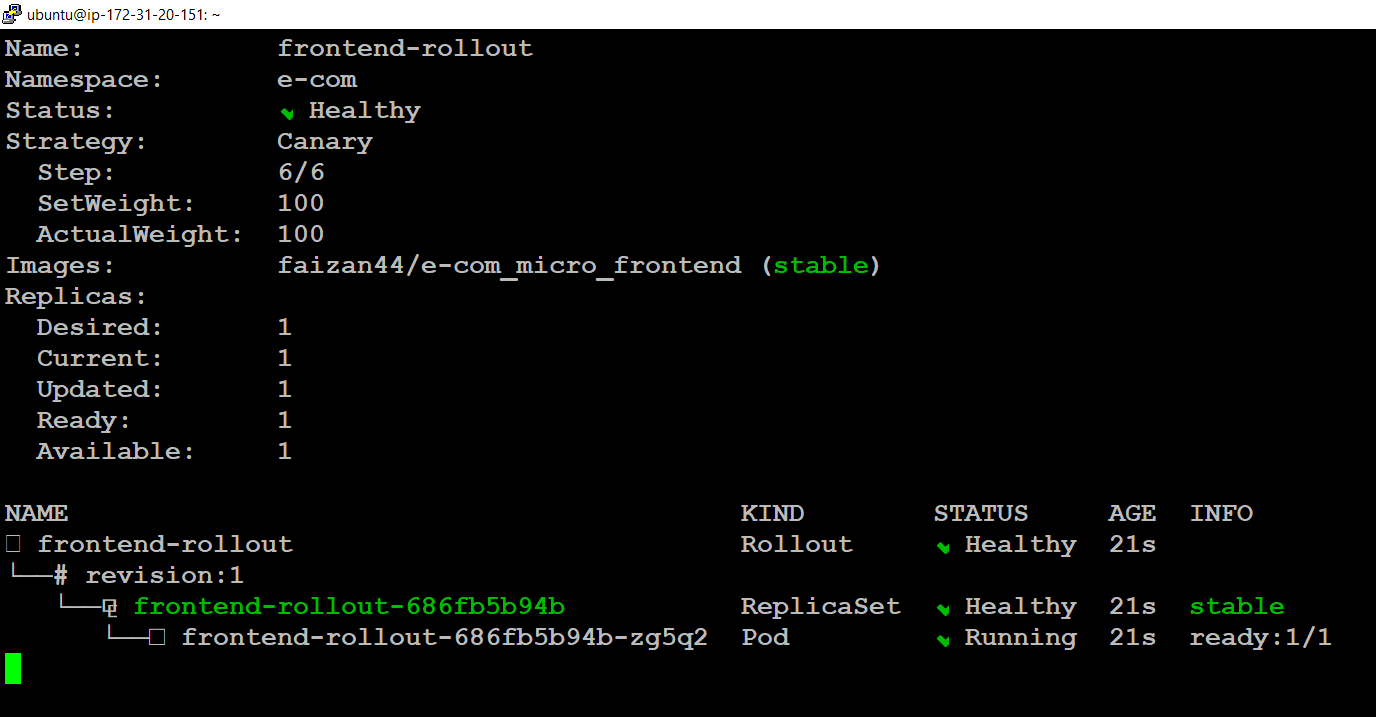 ubuntu@ip-172-31-20-151: ~
Name: frontend-rollout
Namespace: e-com
Status: ✔ Healthy
Strategy: Canary
Step: 6/6
SetWeight: 100
ActualWeight: 100
Images: faizan44/e-com_micro_frontend (stable)
Replicas:
Desired: 1
Current: 1
Updated: 1
Ready: 1
Available: 1
NAME KIND STATUS AGE INFO
□ frontend-rollout Rollout ✔ Healthy 21s
└──# revision:1
└──⧉ frontend-rollout-686fb5b94b ReplicaSet ✔ Healthy 21s stable
└──□ frontend-rollout-686fb5b94b-zg5q2 Pod ✔ Running 21s ready:1/1